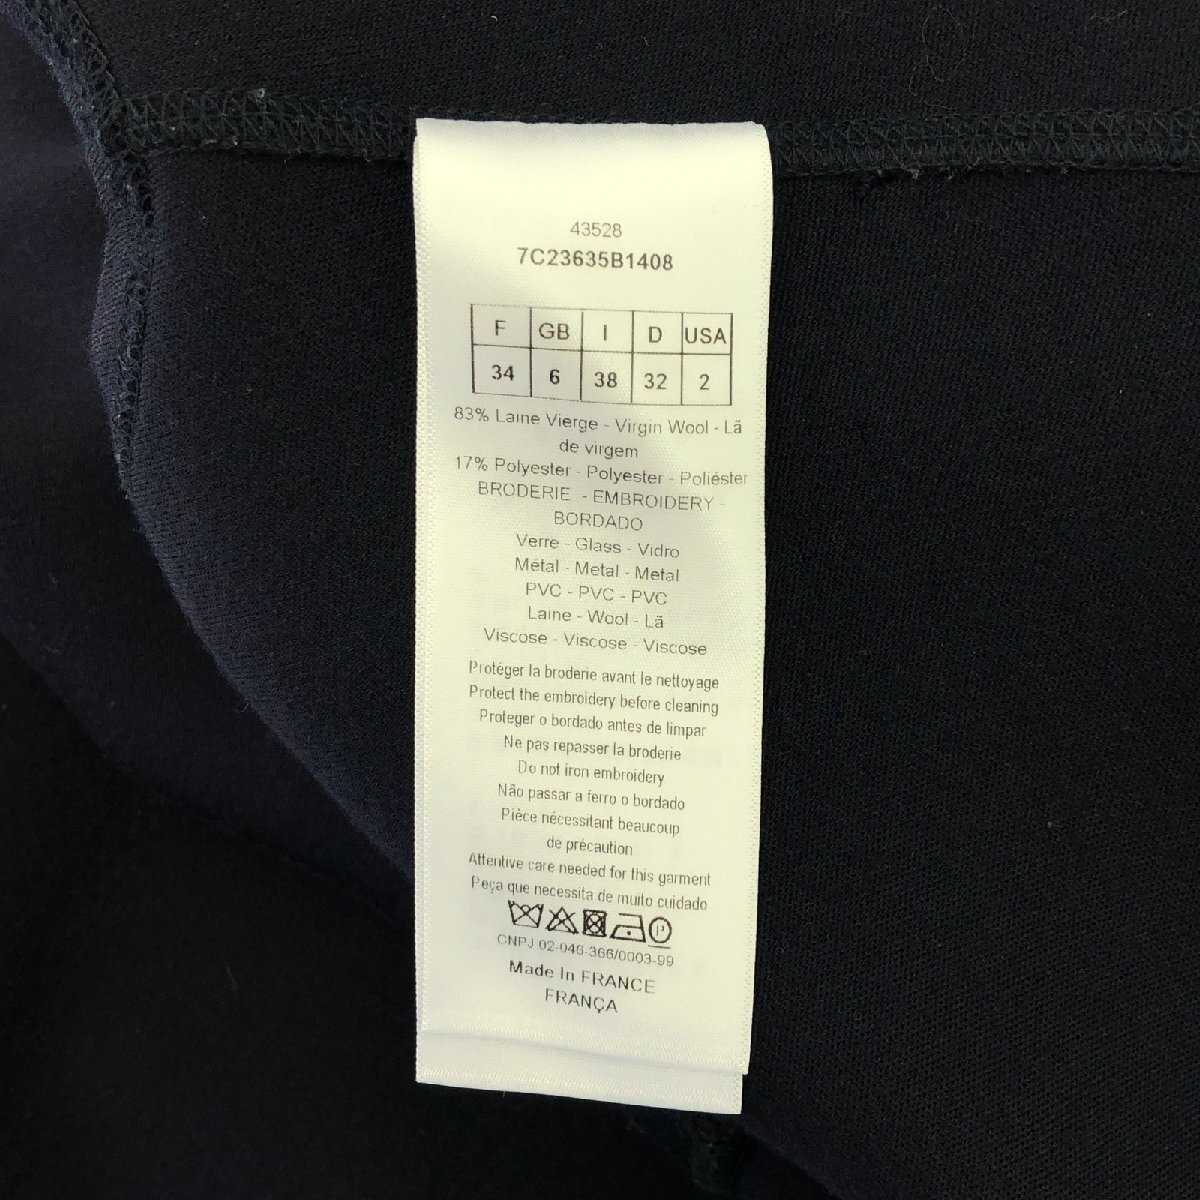 43528
7C23635B1408
F GB I D USA
34 6 38 32 2
83% Laine Vierge - Virgin Wool - Lã
de virgem
17% Polyester - Polyester - Poliéster
BRODERIE - EMBROIDERY -
BORDADO
Verre - Glass - Vidro
Métal - Metal - Metal
PVC - PVC - PVC
Laine - Wool - Lã
Viscose - Viscose - Viscose
Protéger la broderie avant le nettoyage
Protect the embroidery before cleaning
Proteger o bordado antes de limpar
Ne pas repasser la broderie
Do not iron embroidery
Não passar a ferro o bordado
Pièce nécessitant beaucoup
de précaution
Attentive care needed for this garment
Peça que necessita de muito cuidado
P
CNPJ 02-046-366/0003-99
Made In FRANCE
FRANÇA